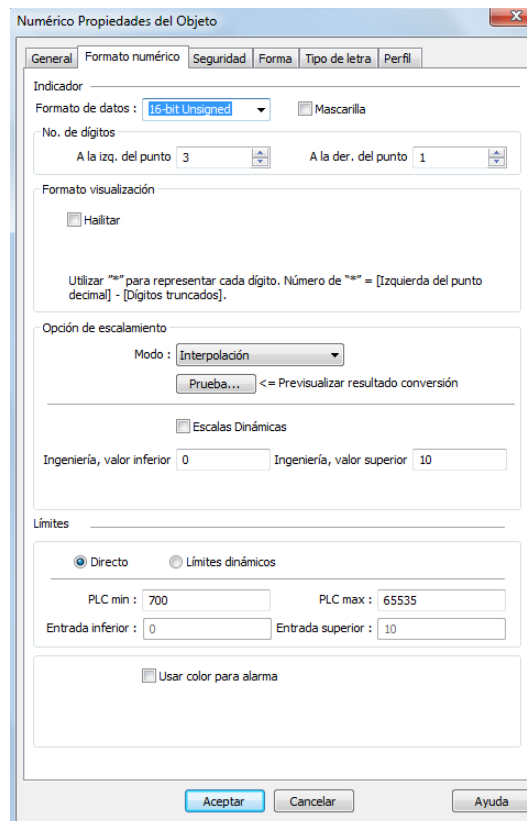 Numérico Propiedades del Objeto
General Formato numérico Seguridad Forma Tipo de letra Perfil
Indicador
Formato de datos : 16-bit Unsigned Mascarilla
No. de dígitos
A la izq. del punto 3 A la der. del punto 1
Formato visualización
Hailitar
Utilizar "*" para representar cada dígito. Número de "*" = [Izquierda del punto
decimal] - [Dígitos truncados].
Opción de escalamiento
Modo : Interpolación
Prueba... <= Previsualizar resultado conversión
Escalas Dinámicas
Ingeniería, valor inferior 0 Ingeniería, valor superior 10
Límites
Directo Límites dinámicos
PLC min : 700 PLC max : 65535
Entrada inferior : 0 Entrada superior : 10
Usar color para alarma
Aceptar Cancelar Ayuda